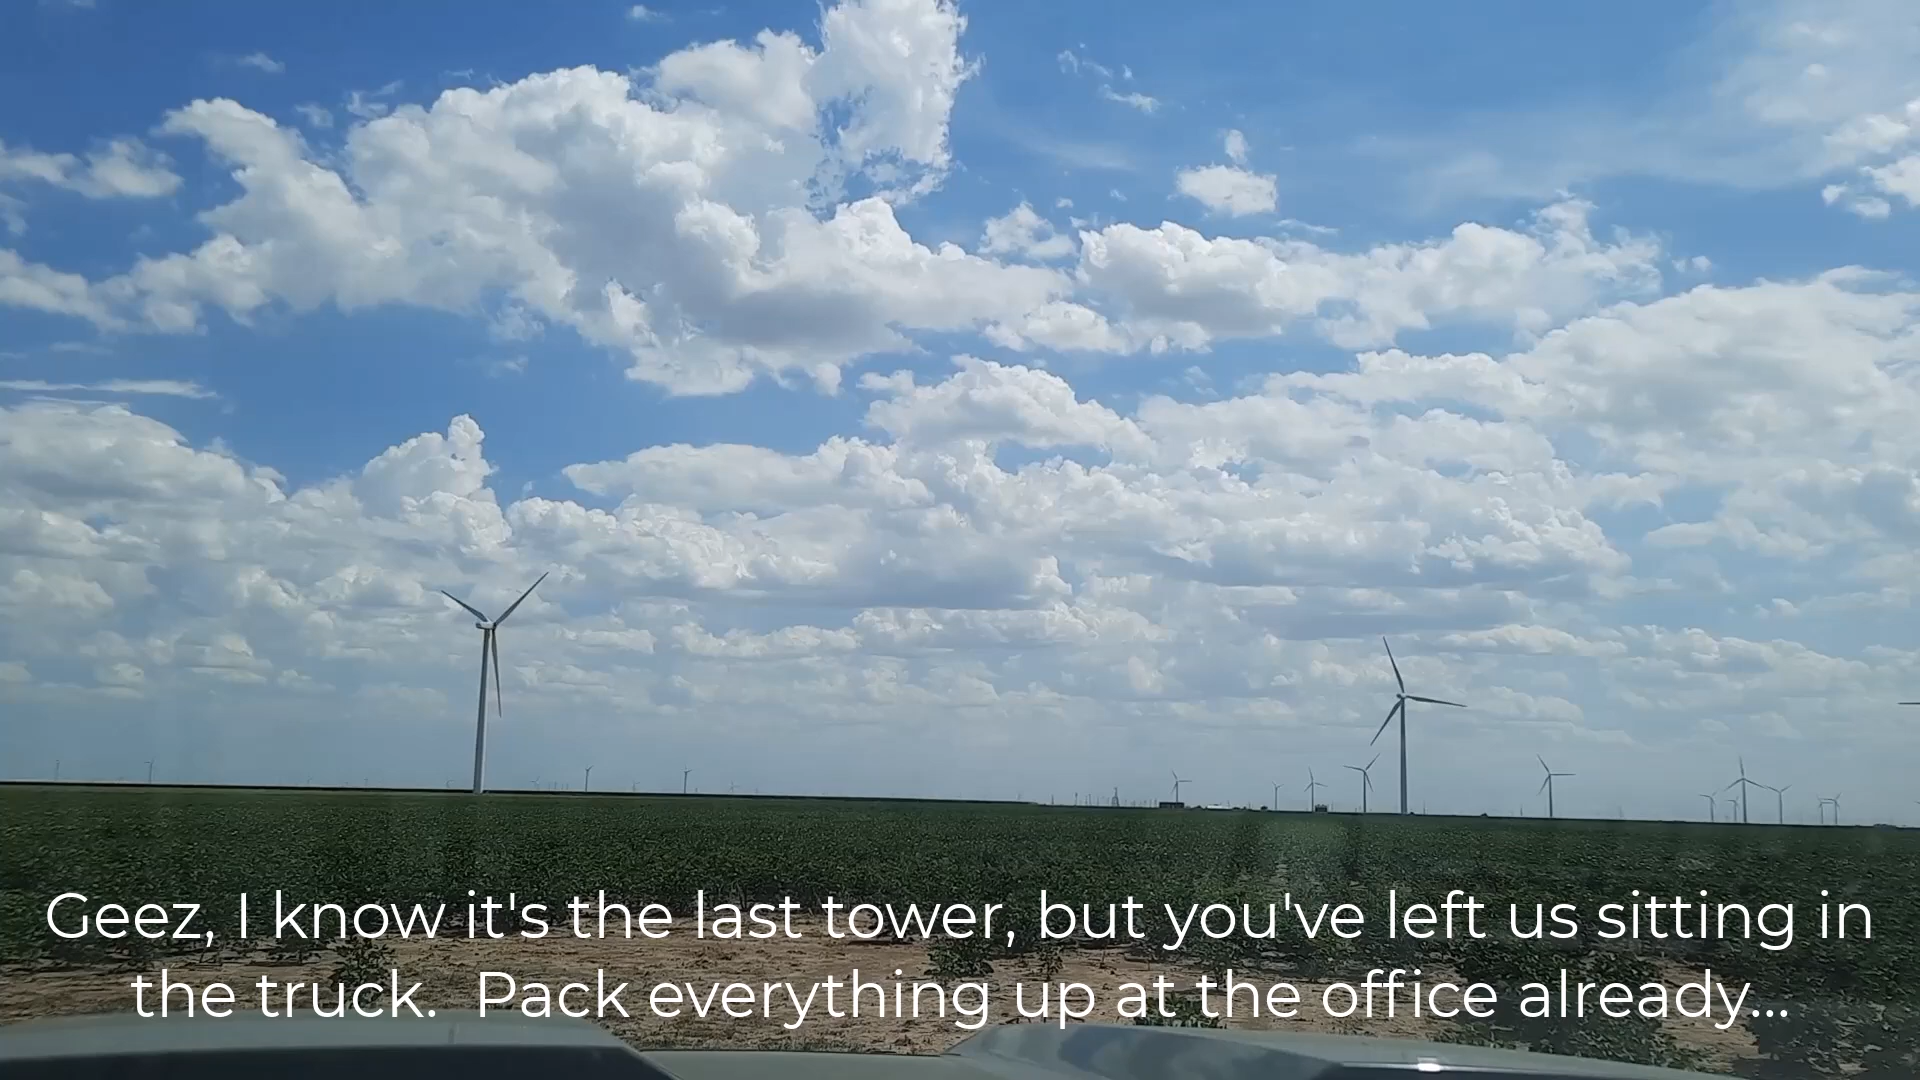 Geez, I know it's the last tower, but you've left us sitting in
the truck.  Pack everything up at the office already...